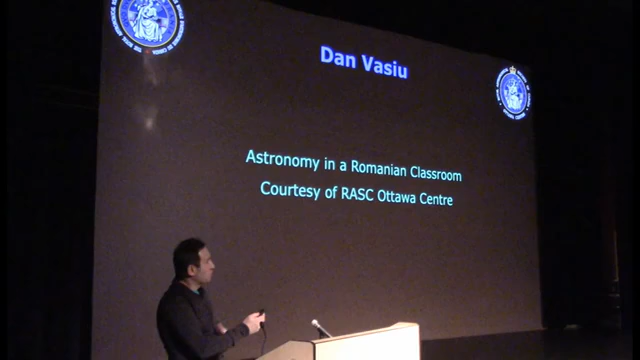 Dan Vasiu
Astronomy in a Romanian Classroom
Courtesy of RASC Ottawa Centre